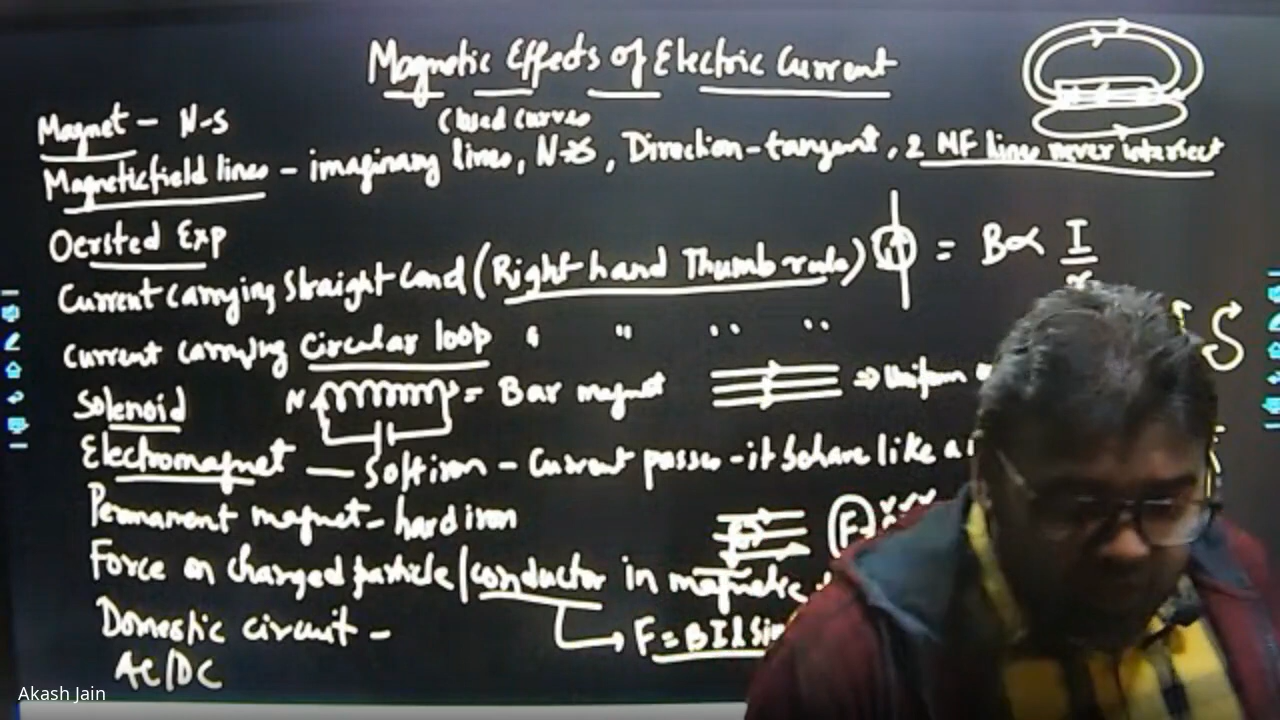 Magnetic Effects of Electric Current
Magnet - N-S
Closed curves
Magnetic field lines - imaginary lines, N→S, Direction-tangent, 2 MF lines never intersect
Oersted Exp
Current carrying straight Cond (Right hand Thumb rule) = B∝ I
Current carrying Circular loop " " " "
Solenoid N = Bar magnet ⇒ Uniform
Electromagnet — Soft iron - Current passes - it behave like a
Permanent magnet - hard iron
F
Force on charged particle/conductor in magnetic
Domestic circuit - F = BIl Sin
AC/DC
Akash Jain